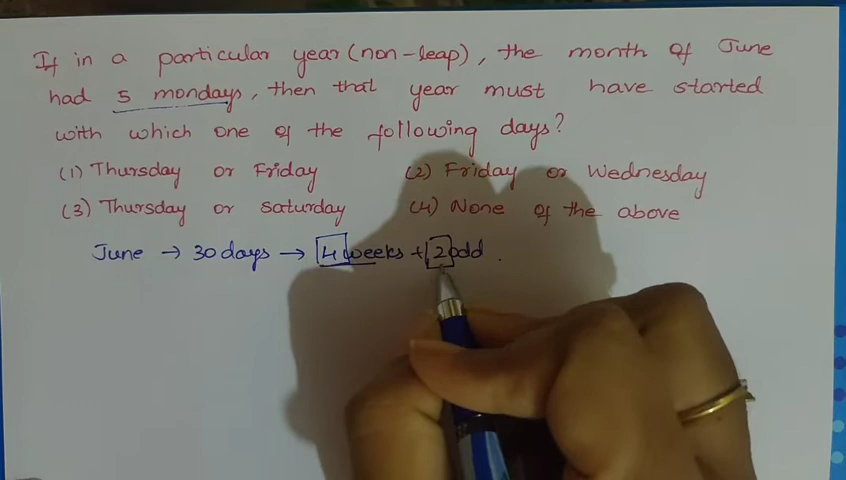 If in a particular year (non-leap), the month of June
had 5 mondays, then that year must have started
with which one of the following days?
(1) Thursday or Friday (2) Friday or Wednesday
(3) Thursday or Saturday (4) None of the above
June → 30 days → 4 weeks + 2 odd.